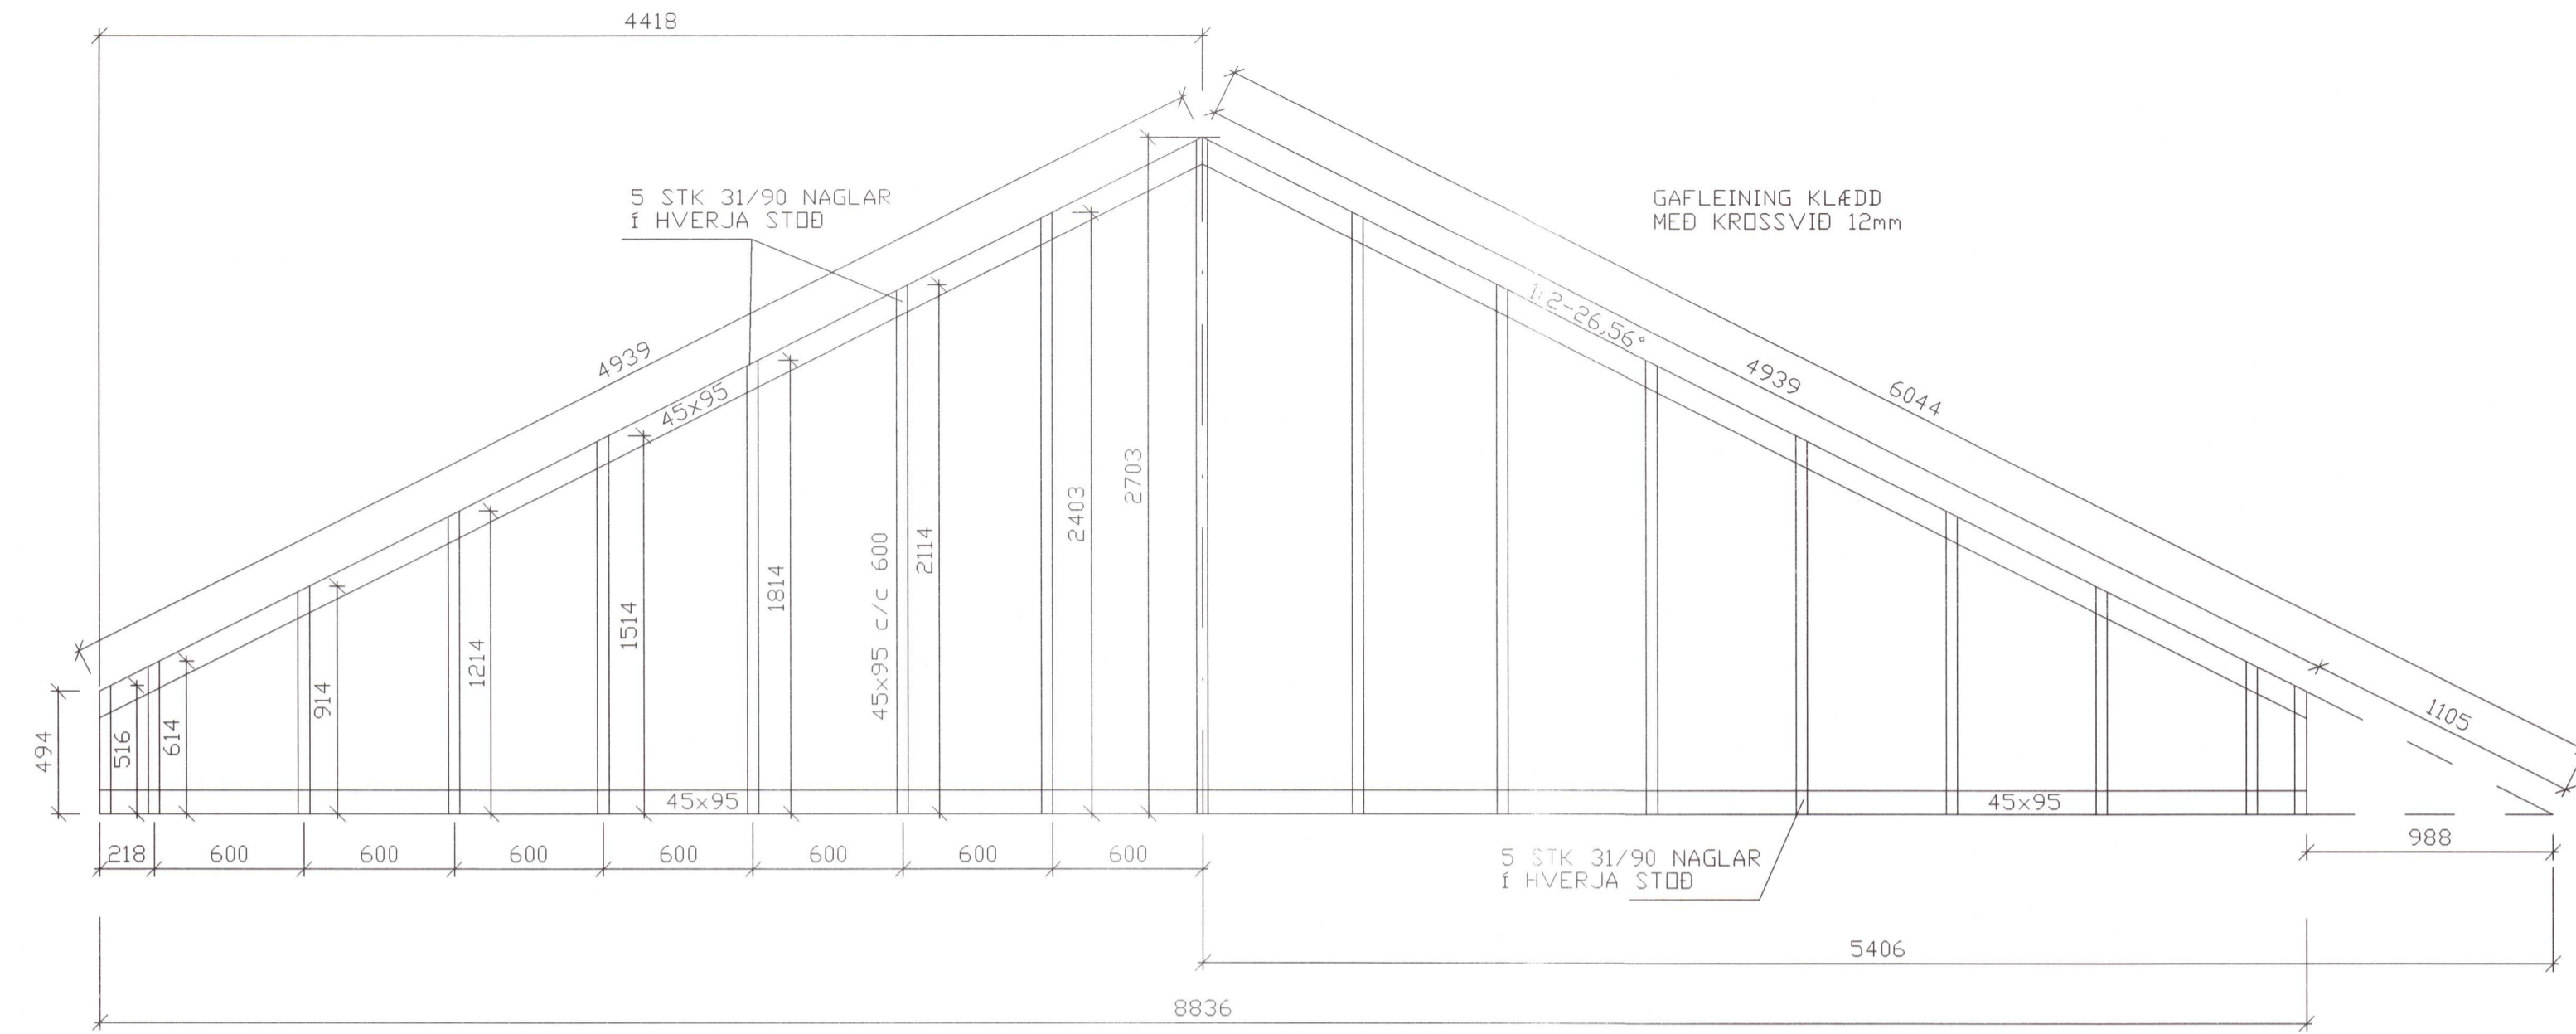 4418
5 STK 31/90 NAGLAR
Í HVERJA STOÐ
GAFLEINING KLÆDD
MEÐ KROSSVIÐ 12mm
1:2-26,56°
4939
45x95
4939
6044
1105
494
516
614
914
1214
1514
1814
45x95 c/c 600
2114
2403
2703
45x95
45x95
218
600
600
600
600
600
600
600
988
5 STK 31/90 NAGLAR
Í HVERJA STOÐ
5406
8836